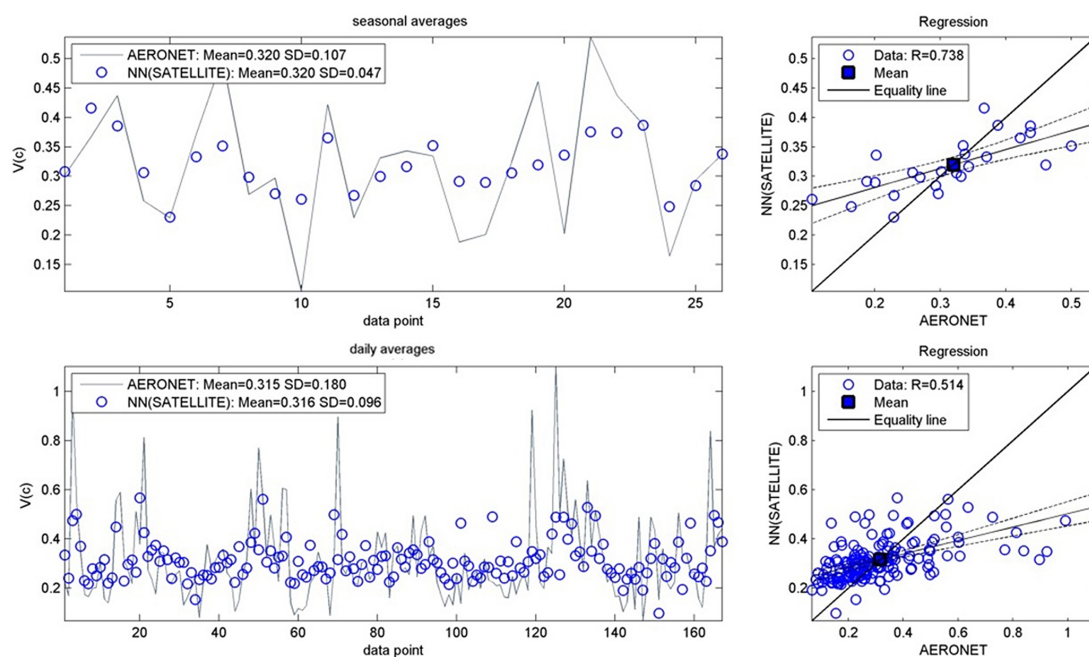 seasonal averages
AERONET: Mean=0.320 SD=0.107
NN(SATELLITE): Mean=0.320 SD=0.047
0.5
0.45
0.4
0.35
0.3
0.25
0.2
0.15
V(c)
5
10
15
20
25
data point
Regression
Data: R=0.738
Mean
Equality line
0.5
0.45
0.4
0.35
0.3
0.25
0.2
0.15
NN(SATELLITE)
0.2
0.3
0.4
0.5
AERONET
daily averages
AERONET: Mean=0.315 SD=0.180
NN(SATELLITE): Mean=0.316 SD=0.096
1
0.8
0.6
0.4
0.2
V(c)
20
40
60
80
100
120
140
160
data point
Regression
Data: R=0.514
Mean
Equality line
1
0.8
0.6
0.4
0.2
NN(SATELLITE)
0.2
0.4
0.6
0.8
1
AERONET